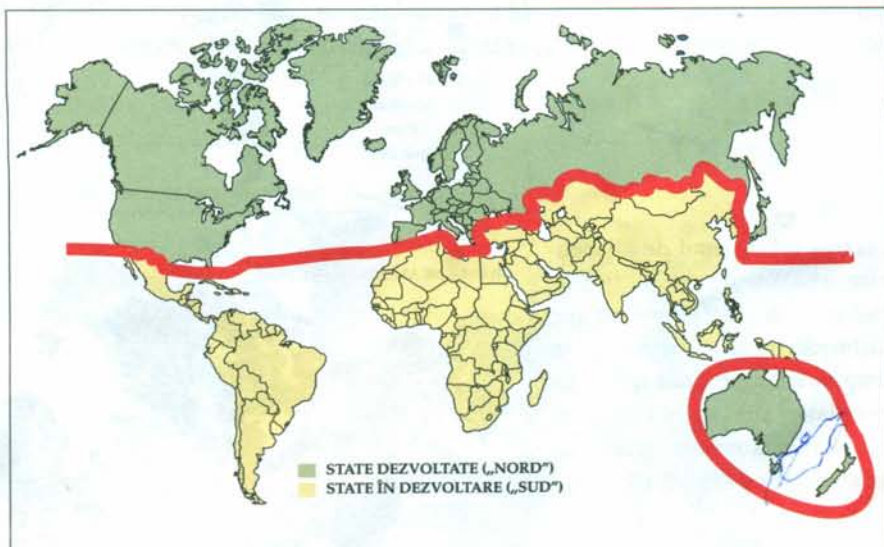 STATE DEZVOLTATE („NORD”)
STATE ÎN DEZVOLTARE („SUD”)